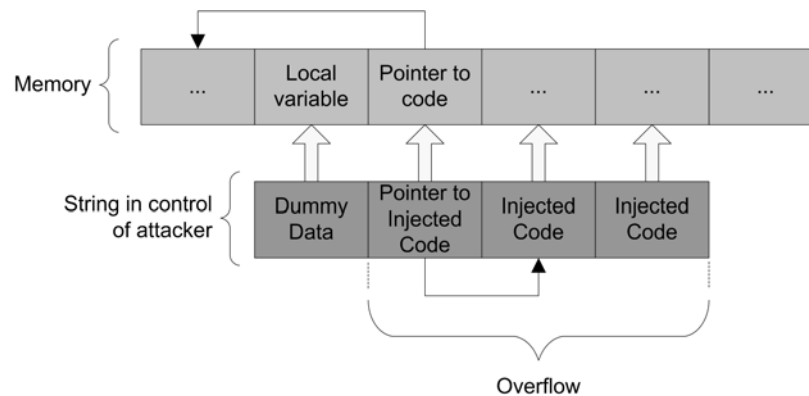 Memory
...
Local
variable
Pointer to
code
...
...
...
String in control
of attacker
Dummy
Data
Pointer to
Injected
Code
Injected
Code
Injected
Code
Overflow